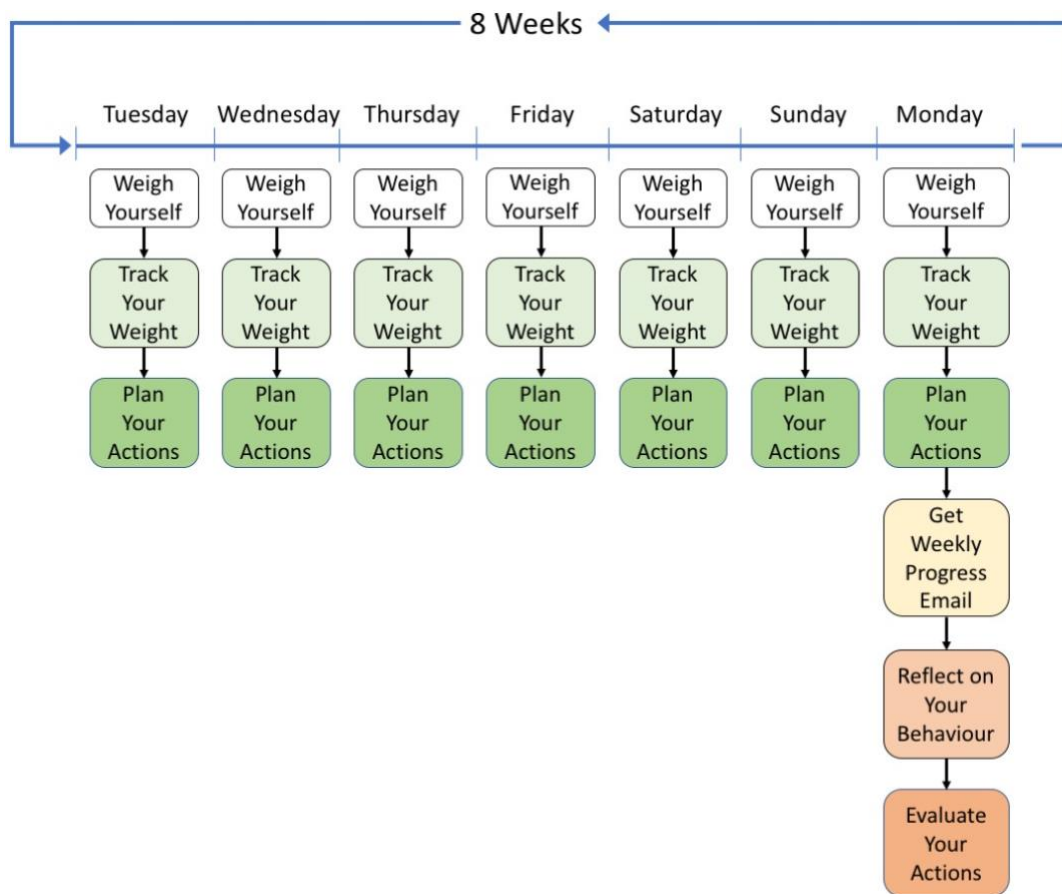 8 Weeks
Tuesday Wednesday Thursday Friday Saturday Sunday Monday
Weigh Weigh Weigh Weigh Weigh Weigh Weigh
Yourself Yourself Yourself Yourself Yourself Yourself Yourself
Track Track Track Track Track Track Track
Your Your Your Your Your Your Your
Weight Weight Weight Weight Weight Weight Weight
Plan Plan Plan Plan Plan Plan Plan
Your Your Your Your Your Your Your
Actions Actions Actions Actions Actions Actions Actions
Get
Weekly
Progress
Email
Reflect on
Your
Behaviour
Evaluate
Your
Actions